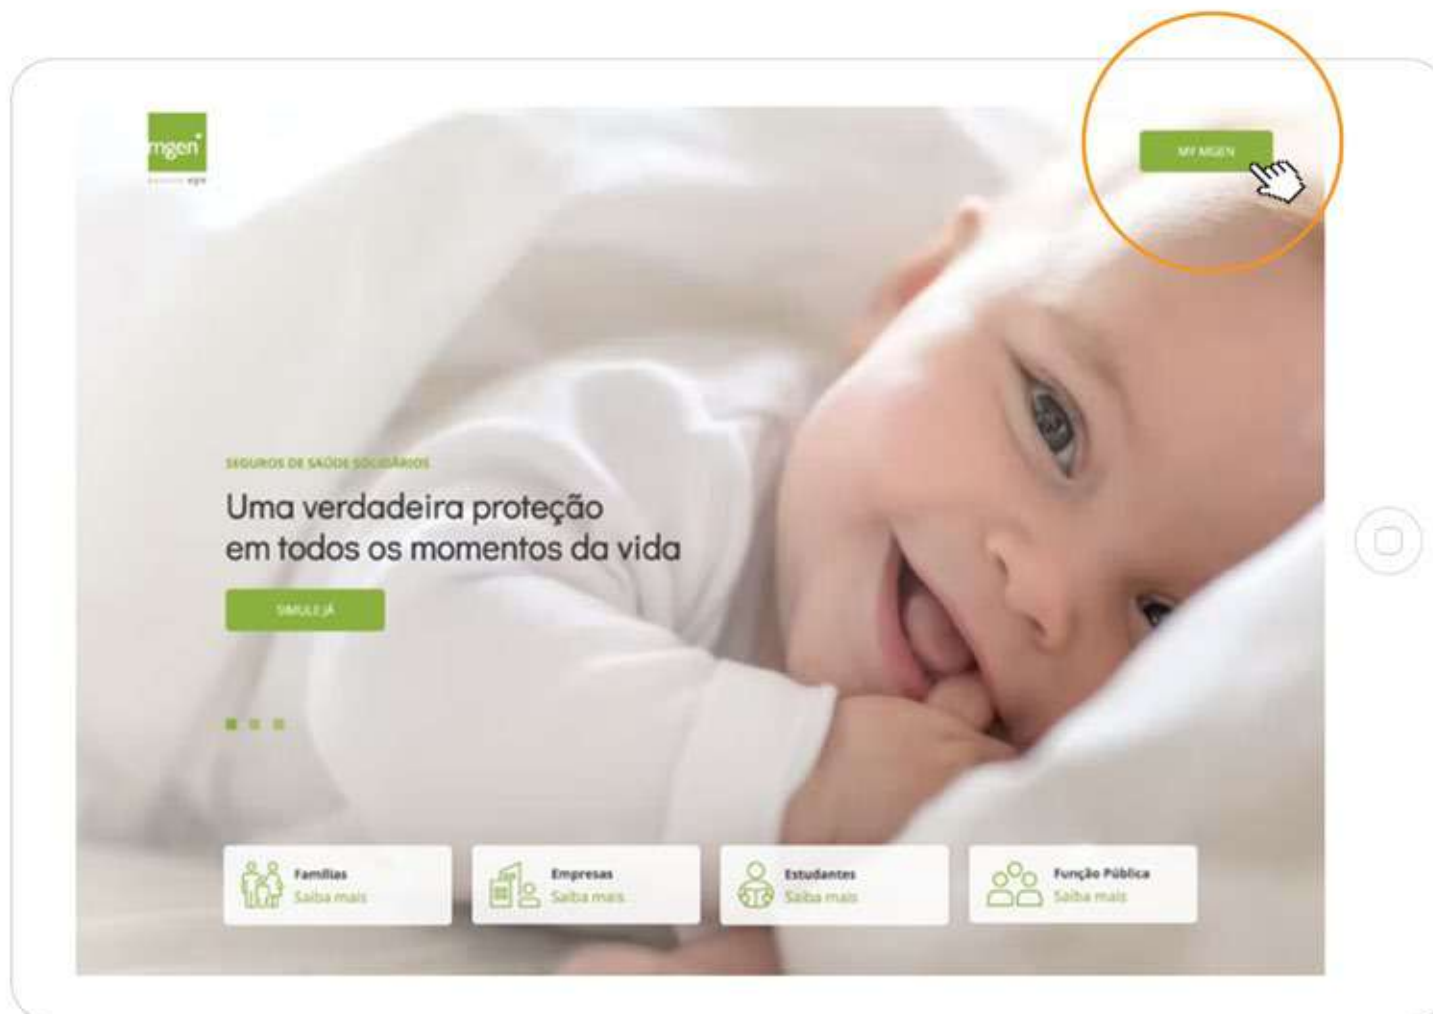 mgen
MY MGEN
SEGUROS DE SAÚDE SOLIDÁRIOS
Uma verdadeira proteção
em todos os momentos da vida
SIMULE JÁ
Famílias
Saiba mais
Empresas
Saiba mais
Estudantes
Saiba mais
Função Pública
Saiba mais